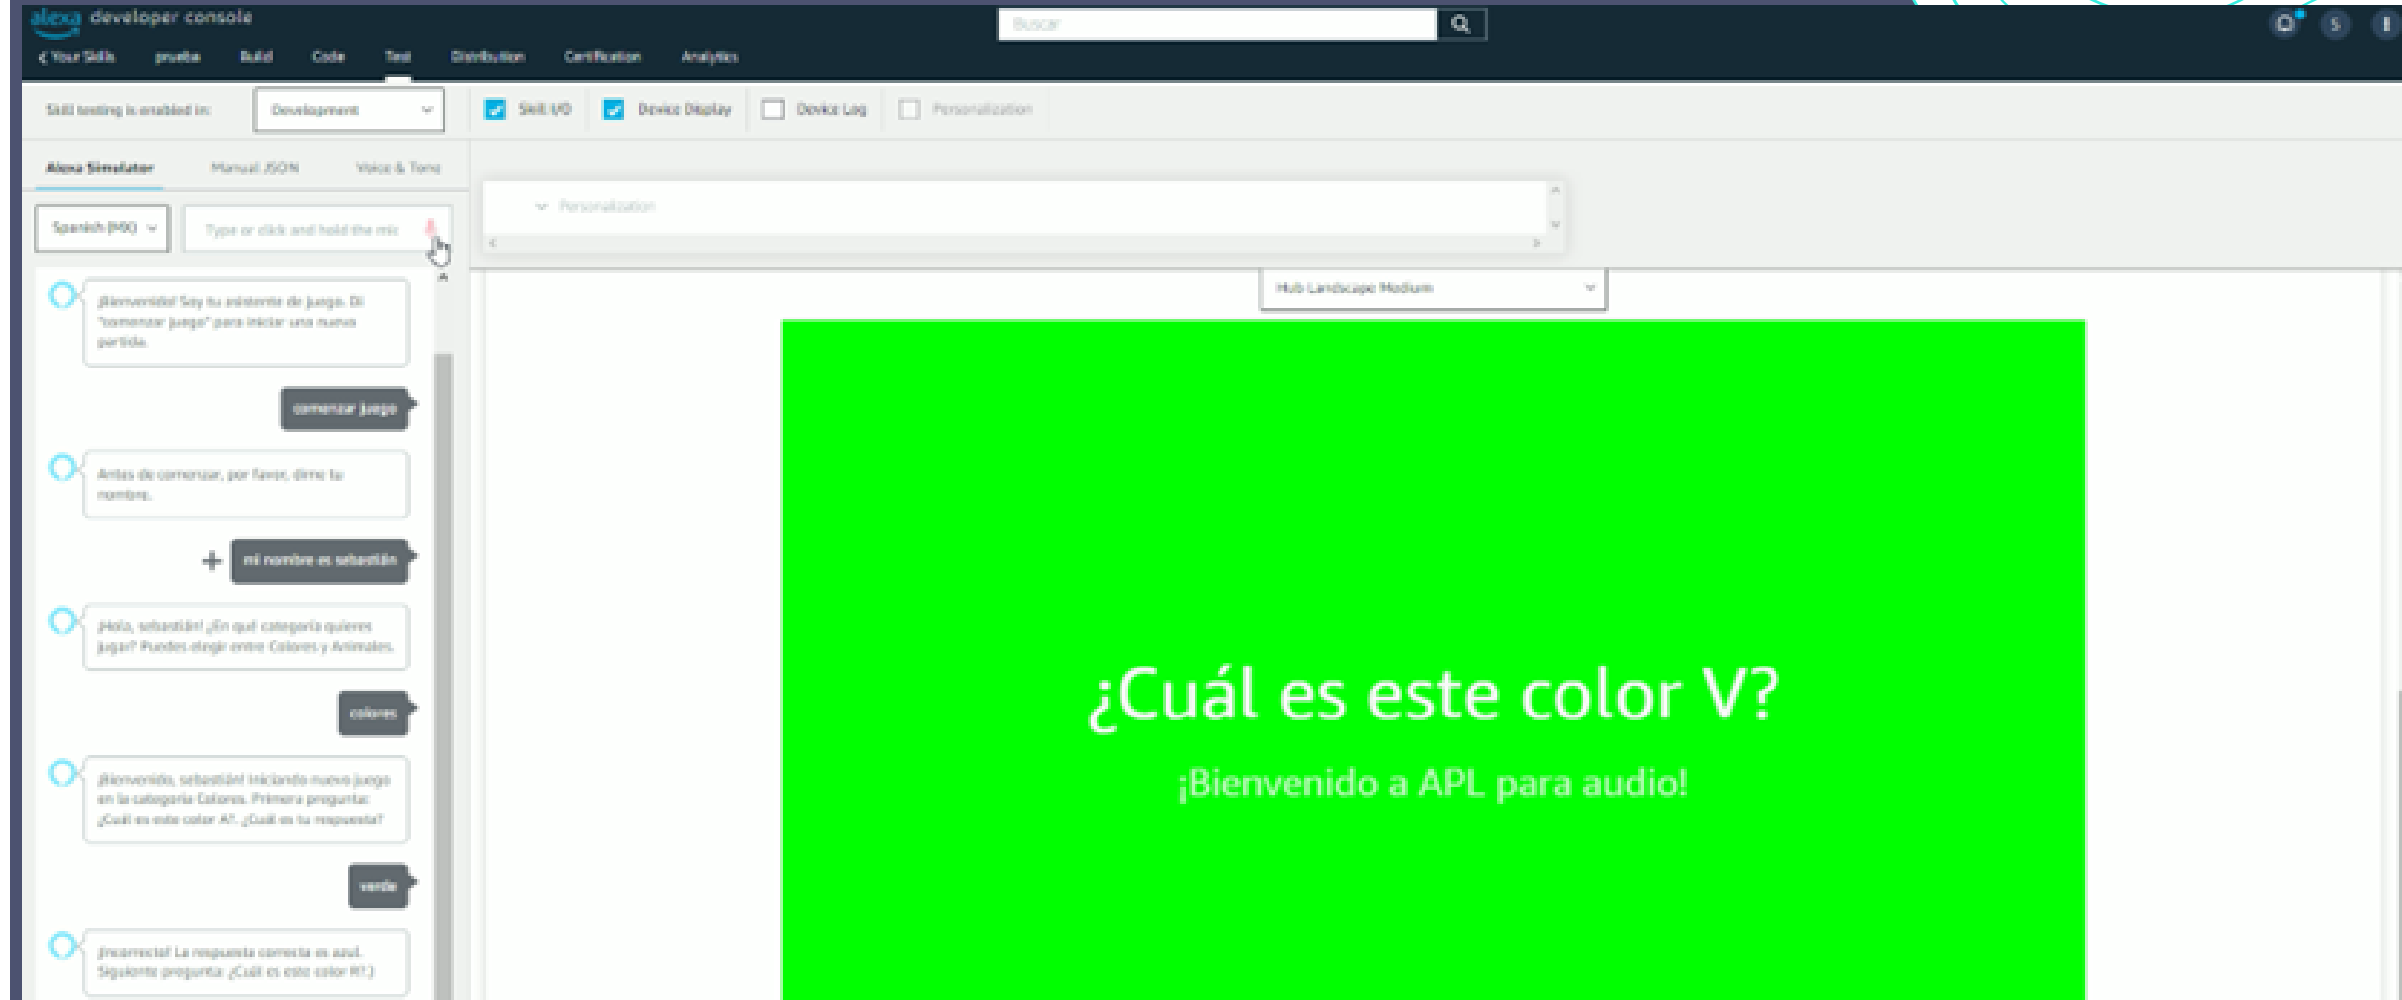 alexa developer console
Buscar
S
Your Skills prueba Build Code Test Distribution Certification Analytics
Skill testing is enabled in: Development Skill I/O Device Display Device Log Personalization
Alexa Simulator Manual JSON Voice & Tone
Personalization
Spanish (MX) Type or click and hold the mic
Hub Landscape Medium
¡Bienvenido! Soy tu asistente de juego. Di
"comenzar juego" para iniciar una nueva
partida.
comenzar juego
Antes de comenzar, por favor, dime tu
nombre.
mi nombre es sebastián
¡Hola, sebastián! ¿En qué categoría quieres
jugar? Puedes elegir entre Colores y Animales.
colores
¡Bienvenido, sebastián! Iniciando nuevo juego
en la categoría Colores. Primera pregunta:
¿Cuál es este color A?. ¿Cuál es tu respuesta?
verde
¡Incorrecto! La respuesta correcta es azul.
Siguiente pregunta: ¿Cuál es este color R?.)
¿Cuál es este color V?
¡Bienvenido a APL para audio!